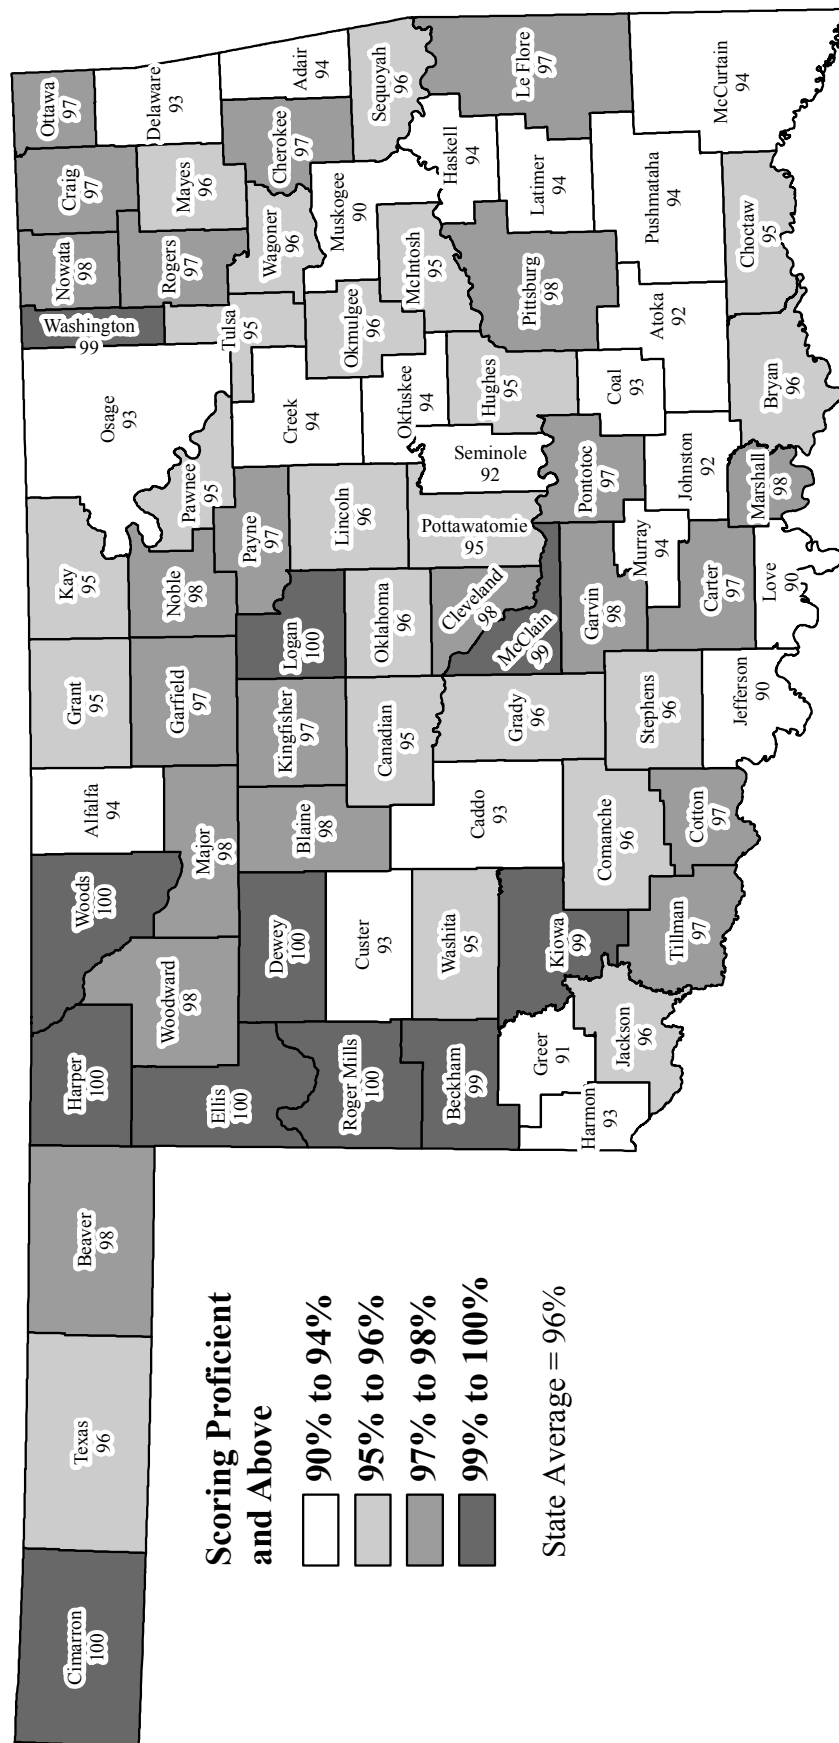 Cimarron
100
Texas
96
Beaver
98
Harper
100
Woods
100
Alfalfa
94
Grant
95
Kay
95
Osage
93
Washington
99
Nowata
98
Craig
97
Ottawa
97
Ellis
100
Woodward
98
Major
98
Garfield
97
Noble
98
Pawnee
95
Tulsa
95
Rogers
97
Mayes
96
Delaware
93
Roger Mills
100
Dewey
100
Blaine
98
Kingfisher
97
Logan
100
Payne
97
Creek
94
Wagoner
96
Cherokee
97
Adair
94
Beckham
99
Custer
93
Canadian
95
Oklahoma
96
Lincoln
96
Okfuskee
94
Okmulgee
96
Muskogee
90
Sequoyah
96
Washita
95
Caddo
93
Grady
96
Cleveland
98
McClain
99
Pottawatomie
95
Seminole
92
Hughes
95
McIntosh
95
Haskell
94
Le Flore
97
Greer
91
Kiowa
99
Harmon
93
Jackson
96
Comanche
96
Garvin
98
Pontotoc
97
Pittsburg
98
Latimer
94
Tillman
97
Cotton
97
Stephens
96
Murray
94
Carter
97
Johnston
92
Coal
93
Atoka
92
Pushmataha
94
McCurtain
94
Jefferson
90
Love
90
Marshall
98
Bryan
96
Choctaw
95
Scoring Proficient
and Above
90% to 94%
95% to 96%
97% to 98%
99% to 100%
State Average = 96%